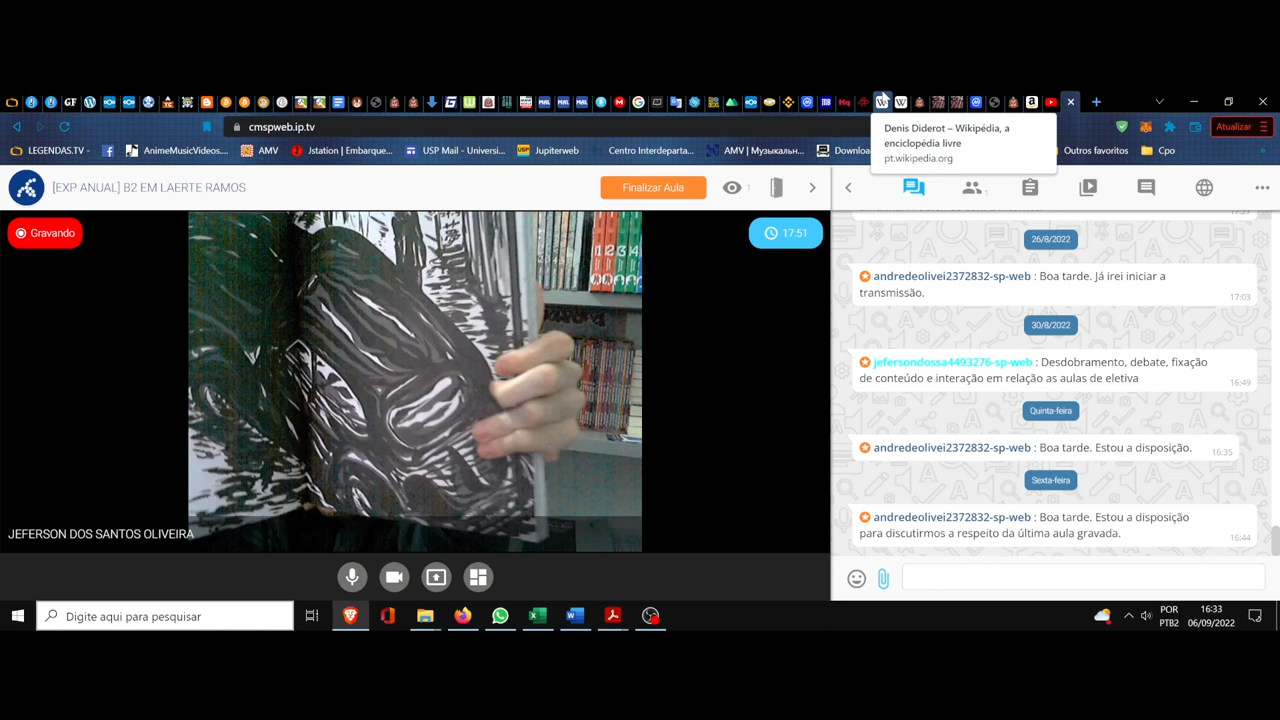 Denis Diderot – Wikipédia, a
enciclopédia livre
pt.wikipedia.org
cmspweb.ip.tv
Atualizar
LEGENDAS.TV -
AnimeMusicVideos....
AMV
Jstation | Embarque...
USP Mail - Universi...
Jupiterweb
Centro Interdeparta...
AMV | Музыкальн...
Outros favoritos
Cpo
[EXP ANUAL] B2 EM LAERTE RAMOS
Finalizar Aula
1
1
Gravando
17:51
26/8/2022
andredeolivei2372832-sp-web : Boa tarde. Já irei iniciar a
transmissão.
17:03
30/8/2022
jefersondossa4493276-sp-web : Desdobramento, debate, fixação
de conteúdo e interação em relação as aulas de eletiva
16:49
Quinta-feira
andredeolivei2372832-sp-web : Boa tarde. Estou a disposição.
16:35
Sexta-feira
andredeolivei2372832-sp-web : Boa tarde. Estou a disposição
para discutirmos a respeito da última aula gravada.
16:44
JEFERSON DOS SANTOS OLIVEIRA
Digite aqui para pesquisar
POR
PTB2
16:33
06/09/2022